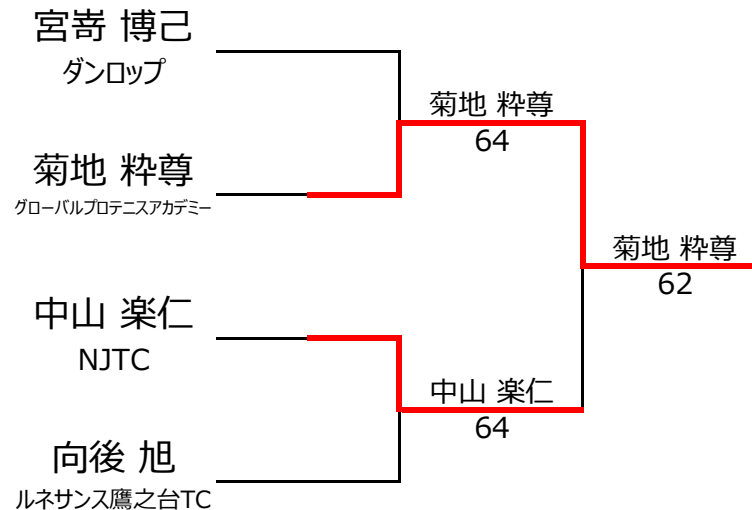 宮嵜 博己
ダンロップ
菊地 粋尊
64
菊地 粋尊
グローバルプロテニスアカデミー
菊地 粋尊
62
中山 楽仁
NJTC
中山 楽仁
64
向後 旭
ルネサンス鷹之台TC